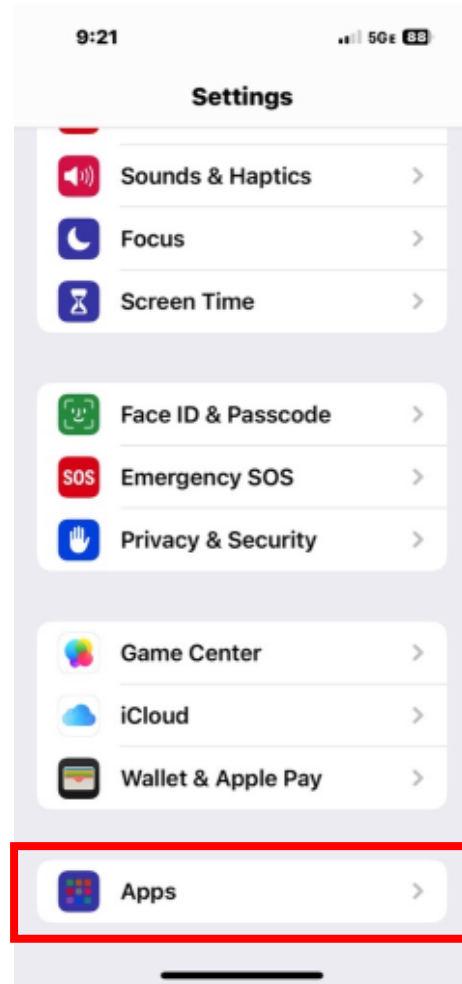 9:21 5GE 88
Settings
Sounds & Haptics
Focus
Screen Time
Face ID & Passcode
SOS Emergency SOS
Privacy & Security
Game Center
iCloud
Wallet & Apple Pay
Apps